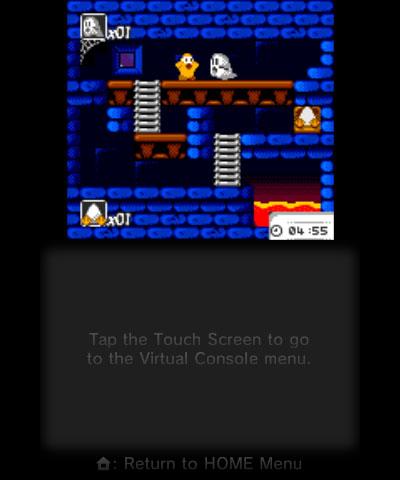 x01
x01
04:55
Tap the Touch Screen to go
to the Virtual Console menu.
: Return to HOME Menu